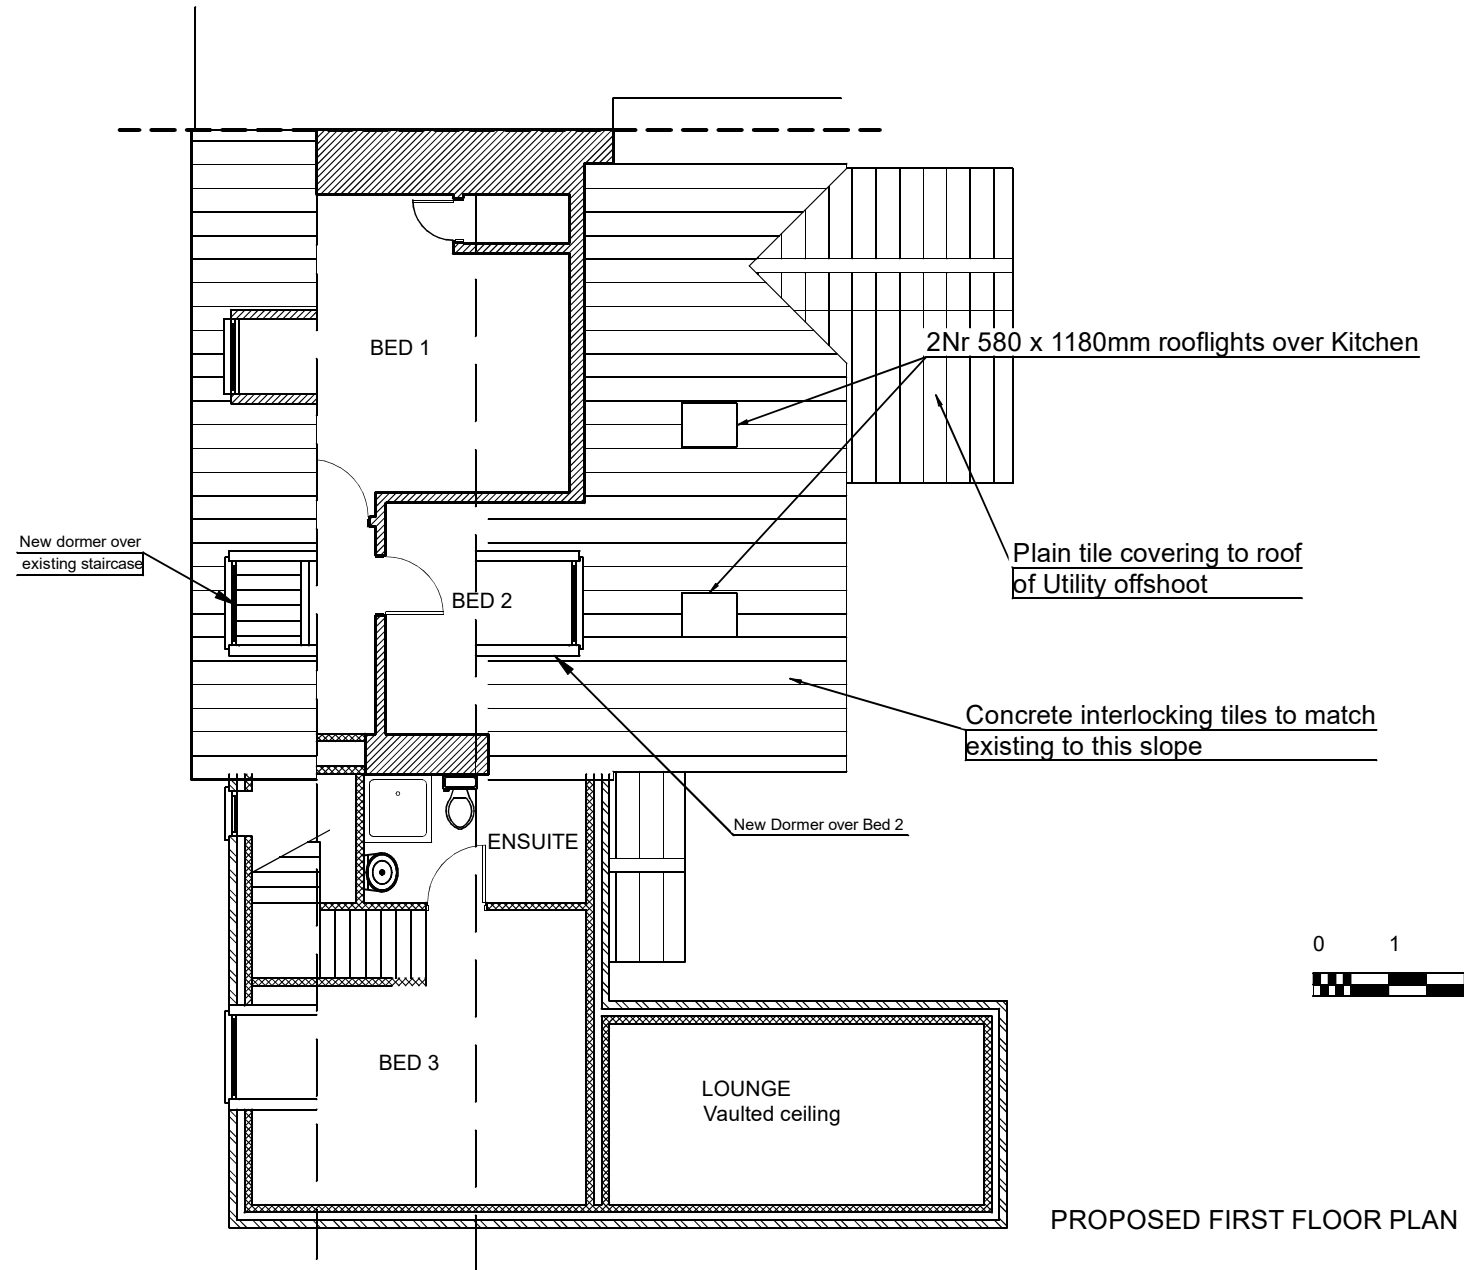 BED 1
2Nr 580 x 1180mm rooflights over Kitchen
New dormer over
existing staircase
Plain tile covering to roof
of Utility offshoot
BED 2
Concrete interlocking tiles to match
existing to this slope
New Dormer over Bed 2
ENSUITE
0 1
BED 3
LOUNGE
Vaulted ceiling
PROPOSED FIRST FLOOR PLAN